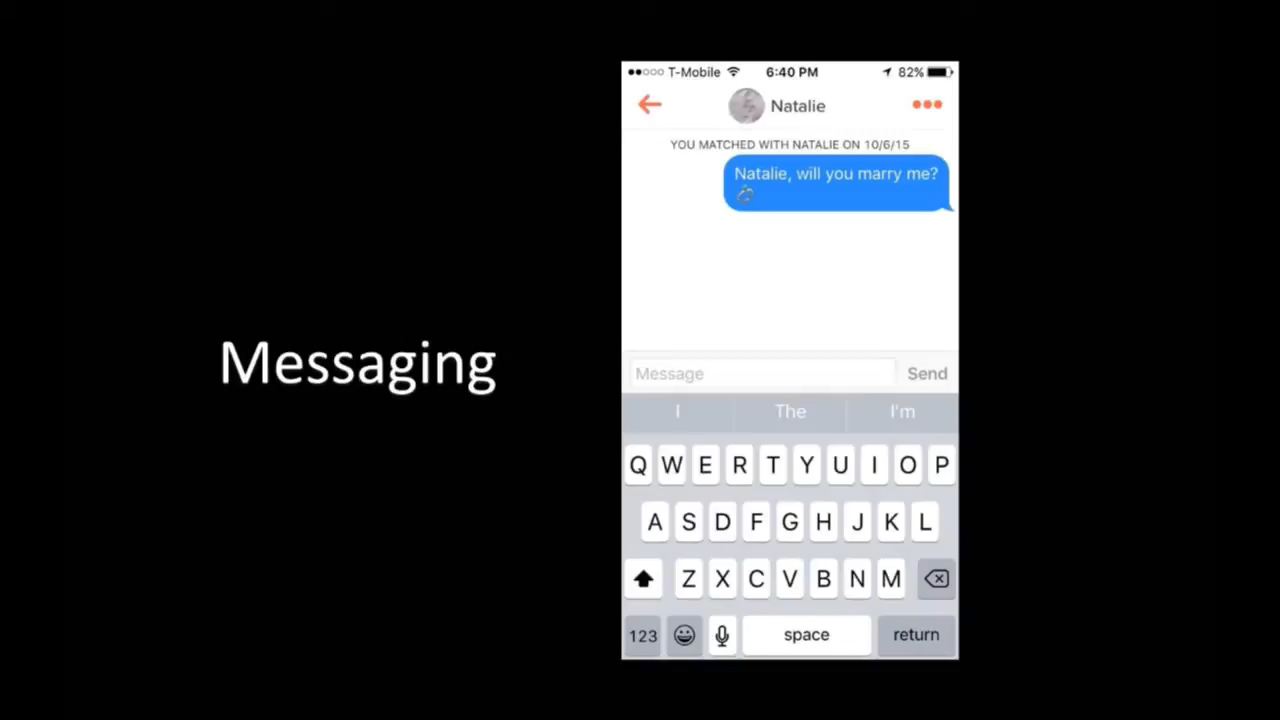 Messaging
T-Mobile 6:40 PM 82%
Natalie
YOU MATCHED WITH NATALIE ON 10/6/15
Natalie, will you marry me?
Message Send
I The I'm
Q W E R T Y U I O P
A S D F G H J K L
Z X C V B N M
123 space return